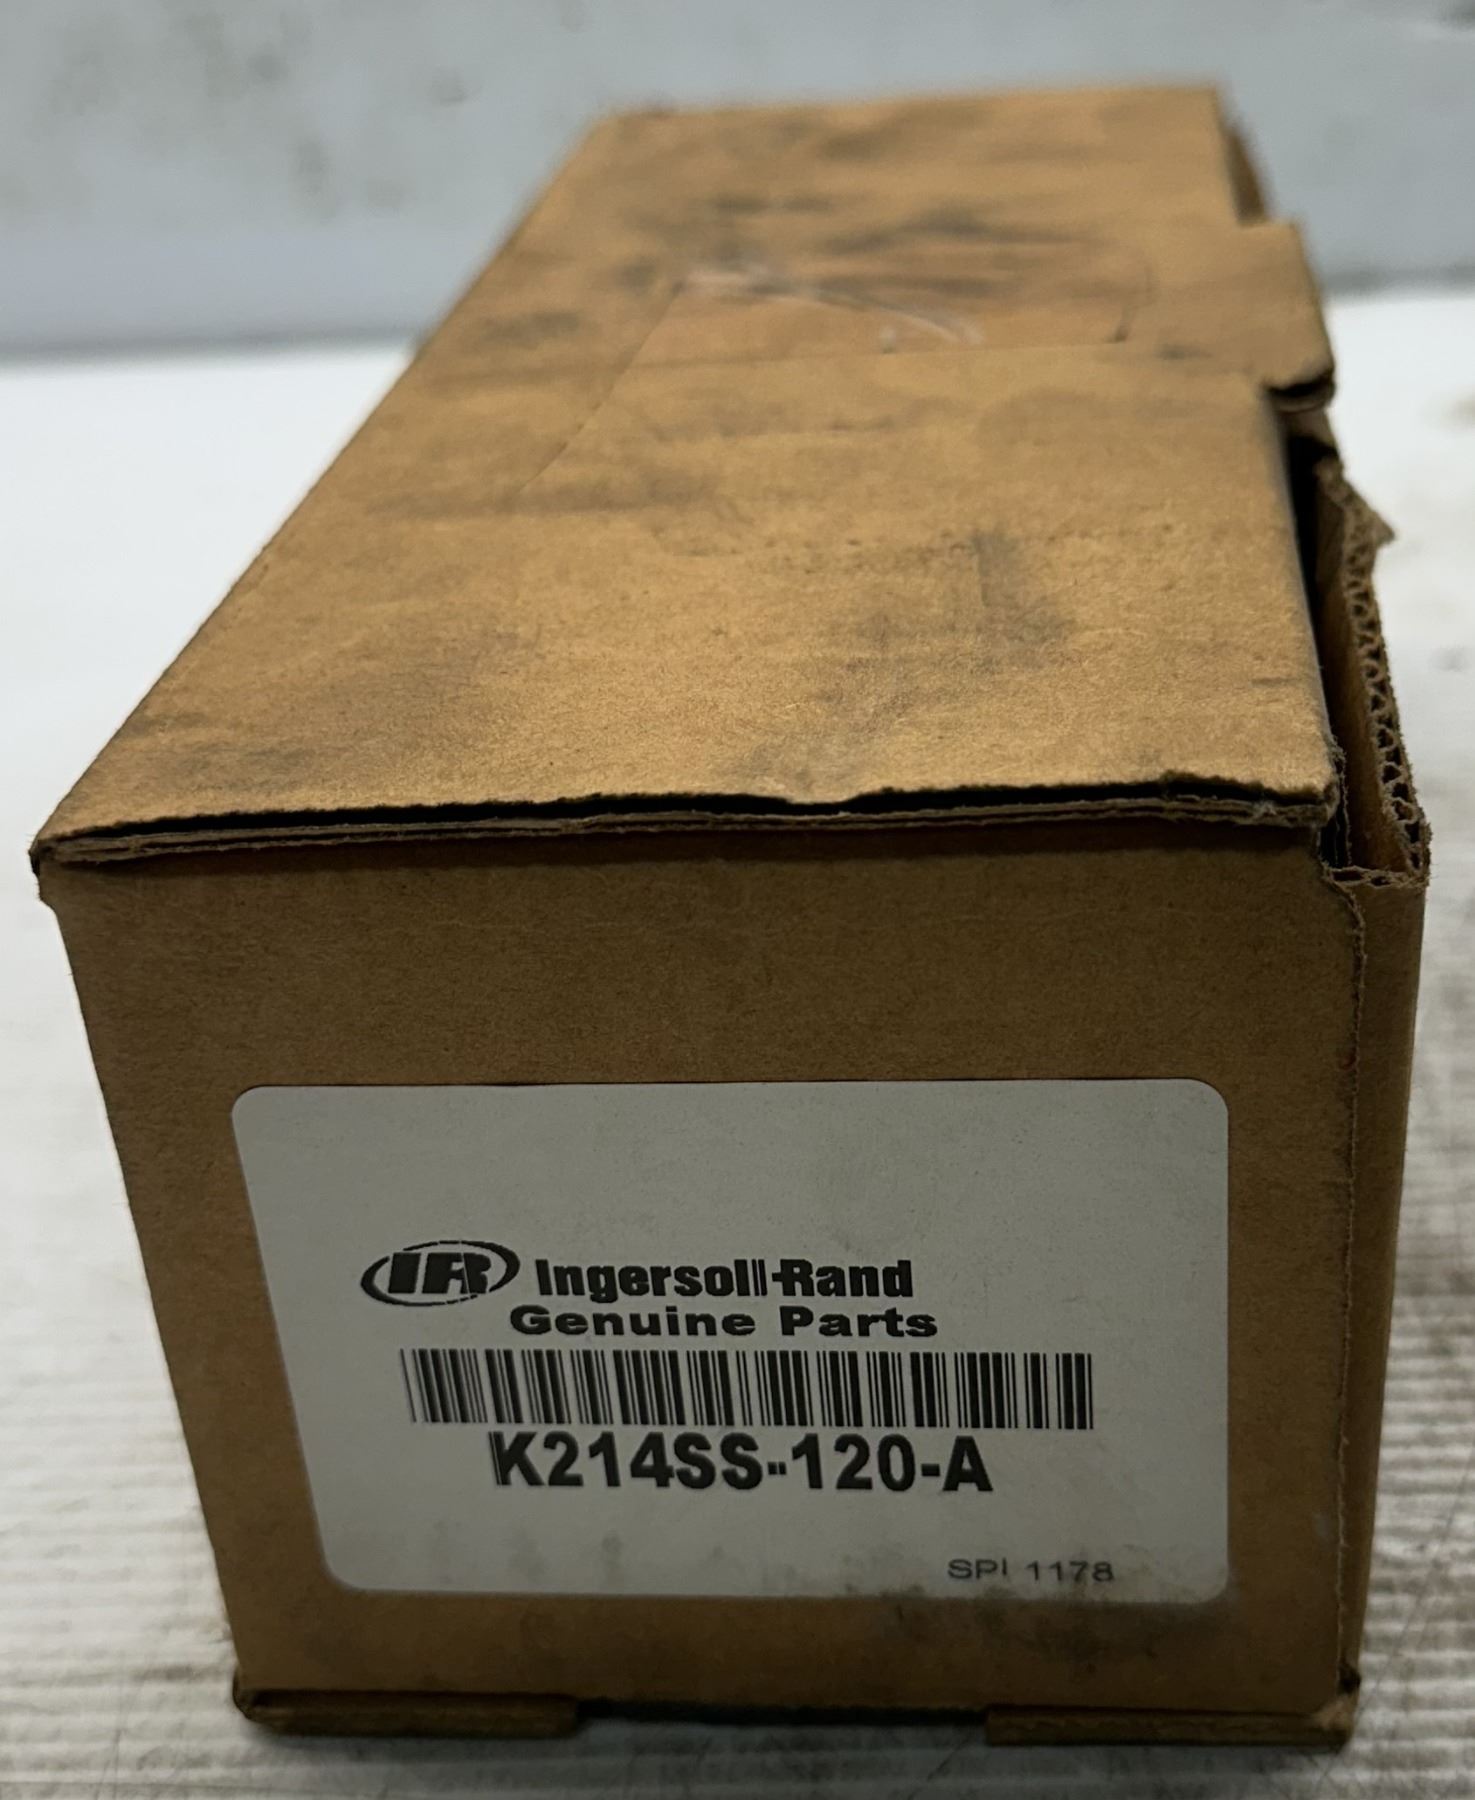 IR Ingersoll-Rand
Genuine Parts
K214SS-120-A
SPI 1178